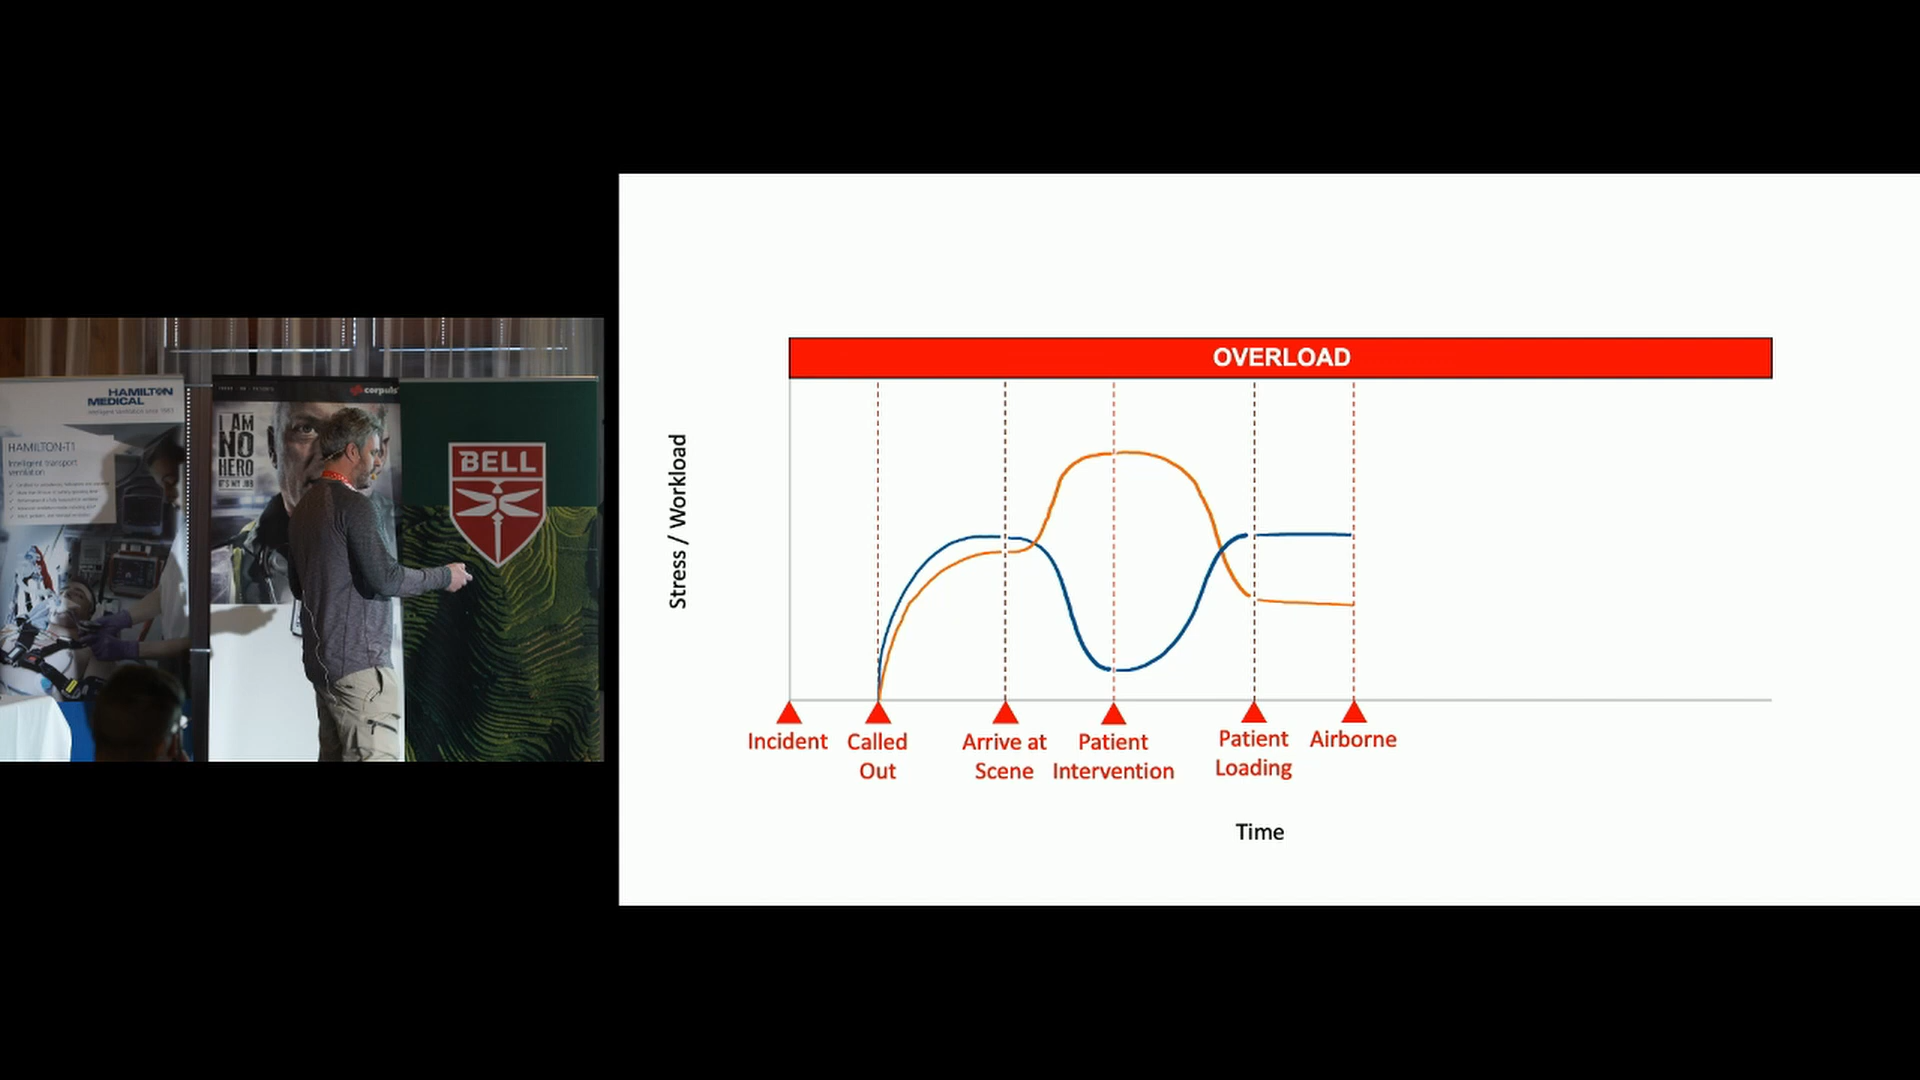 HAMILTON
MEDICAL
Intelligent Ventilation since 1983
HAMILTON-T1
Intelligent transport
ventilation
corpuls
I AM
NO
HERO
IT'S MY JOB
BELL
OVERLOAD
Stress / Workload
Incident
Called
Out
Arrive at
Scene
Patient
Intervention
Patient
Loading
Airborne
Time